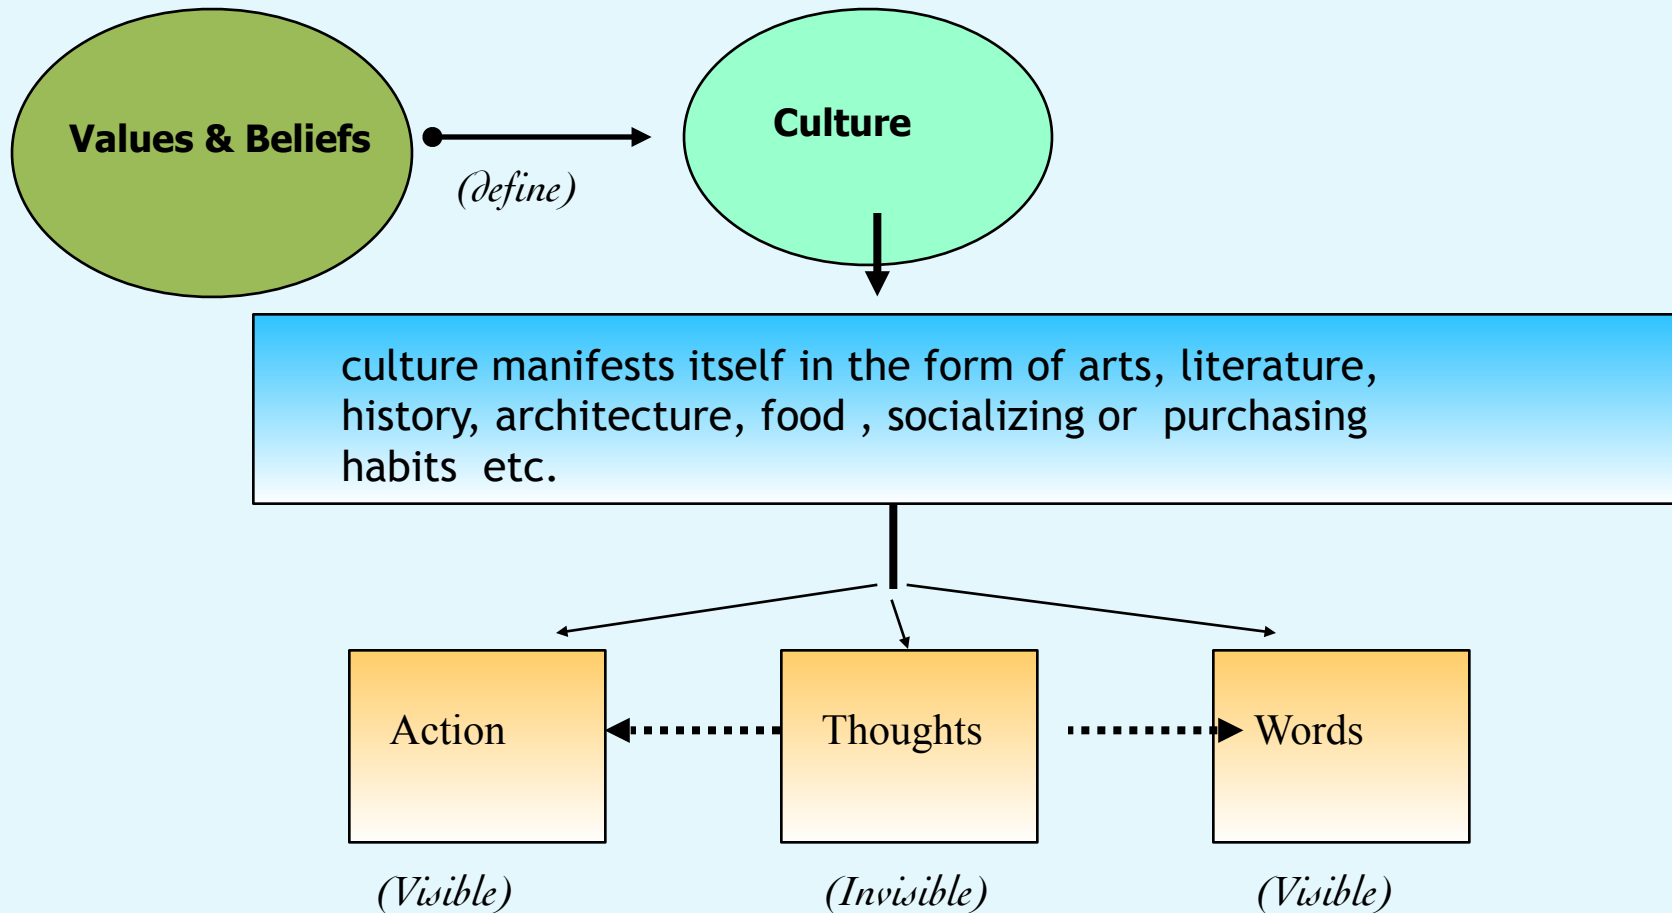 Values & Beliefs
Culture
(define)
culture manifests itself in the form of arts, literature,
history, architecture, food , socializing or purchasing
habits etc.
Action
Thoughts
Words
(Visible)
(Invisible)
(Visible)